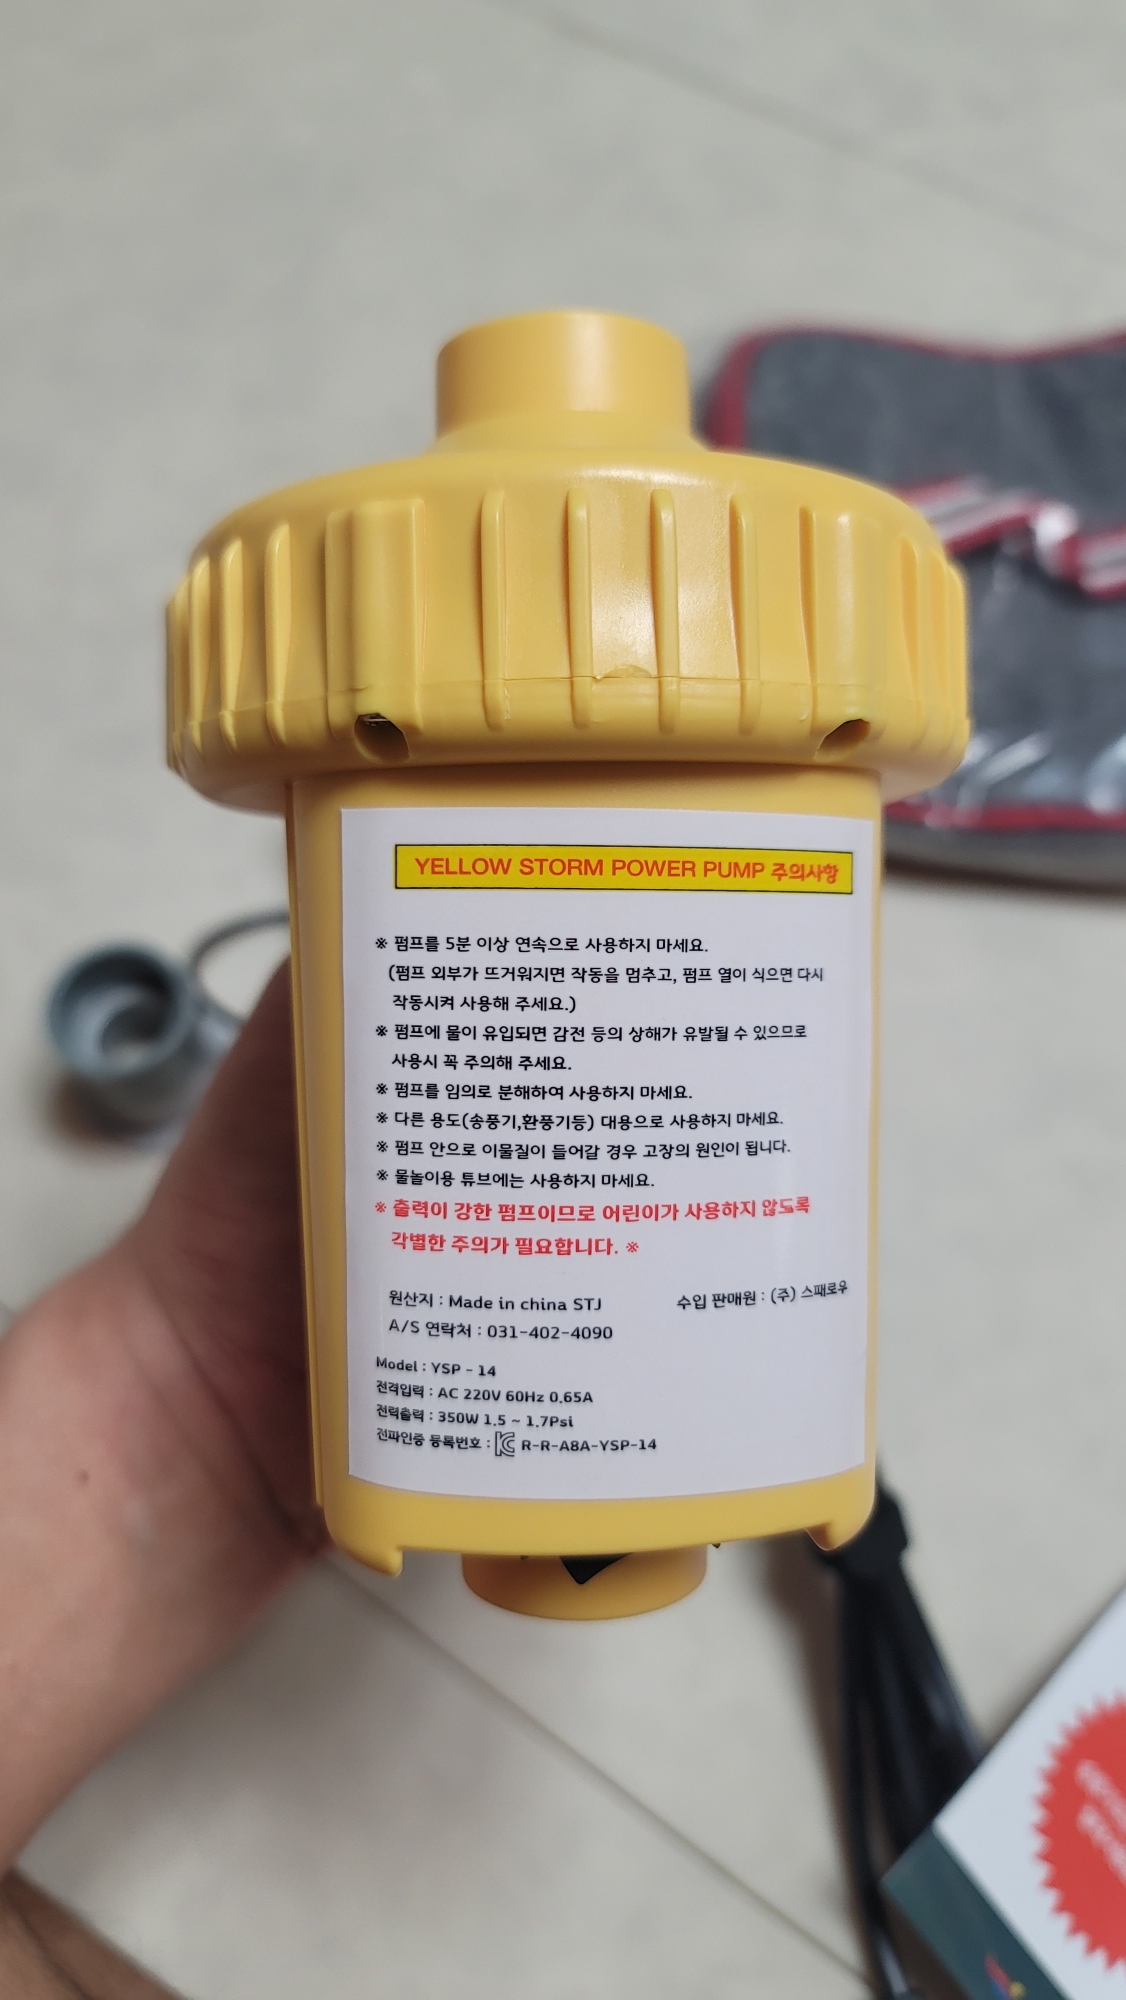 YELLOW STORM POWER PUMP 주의사항
※ 펌프를 5분 이상 연속으로 사용하지 마세요.
(펌프 외부가 뜨거워지면 작동을 멈추고, 펌프 열이 식으면 다시
작동시켜 사용해 주세요.)
※ 펌프에 물이 유입되면 감전 등의 상해가 유발될 수 있으므로
사용시 꼭 주의해 주세요.
※ 펌프를 임의로 분해하여 사용하지 마세요.
※ 다른 용도(송풍기,환풍기등) 대용으로 사용하지 마세요.
※ 펌프 안으로 이물질이 들어갈 경우 고장의 원인이 됩니다.
※ 물놀이용 튜브에는 사용하지 마세요.
※ 출력이 강한 펌프이므로 어린이가 사용하지 않도록
각별한 주의가 필요합니다. ※
원산지 : Made in china STJ 수입 판매원 : (주) 스패로우
A/S 연락처 : 031-402-4090
Model : YSP - 14
전격입력 : AC 220V 60Hz 0.65A
전력출력 : 350W 1.5 ~ 1.7Psi
전파인증 등록번호 : KC R-R-A8A-YSP-14